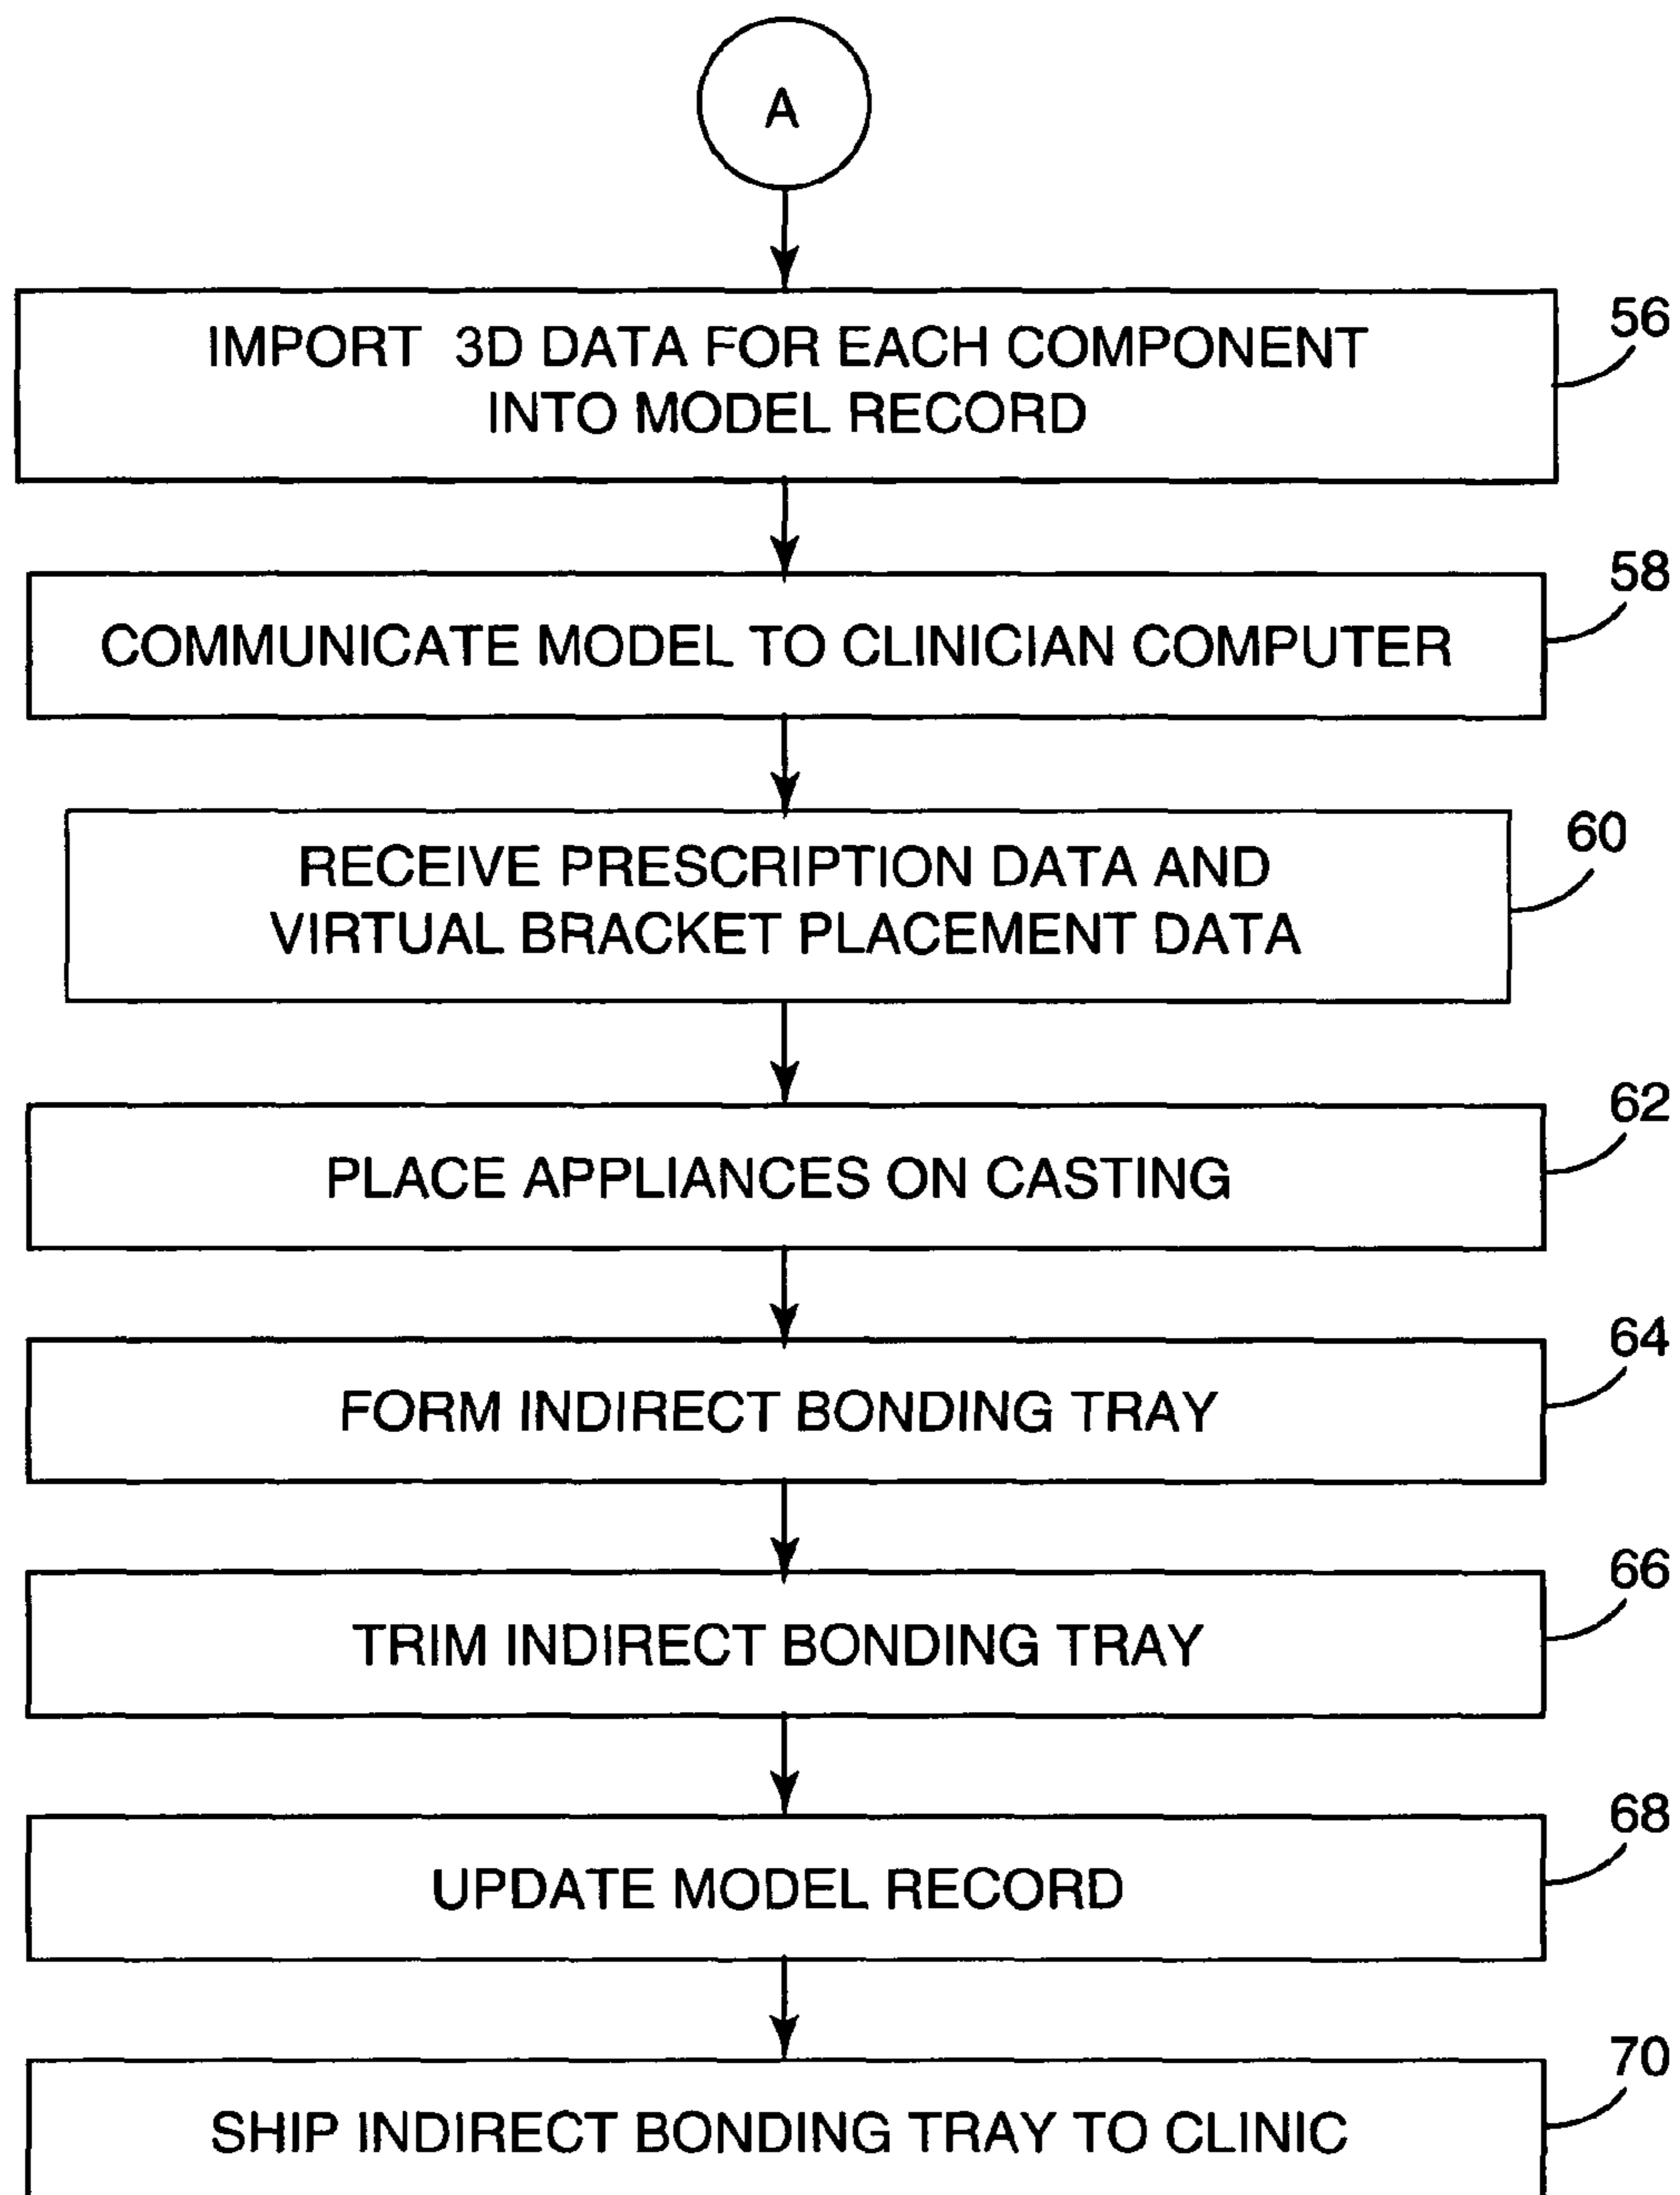 A
IMPORT 3D DATA FOR EACH COMPONENT
INTO MODEL RECORD
56
COMMUNICATE MODEL TO CLINICIAN COMPUTER
58
RECEIVE PRESCRIPTION DATA AND
VIRTUAL BRACKET PLACEMENT DATA
60
PLACE APPLIANCES ON CASTING
62
FORM INDIRECT BONDING TRAY
64
TRIM INDIRECT BONDING TRAY
66
UPDATE MODEL RECORD
68
SHIP INDIRECT BONDING TRAY TO CLINIC
70